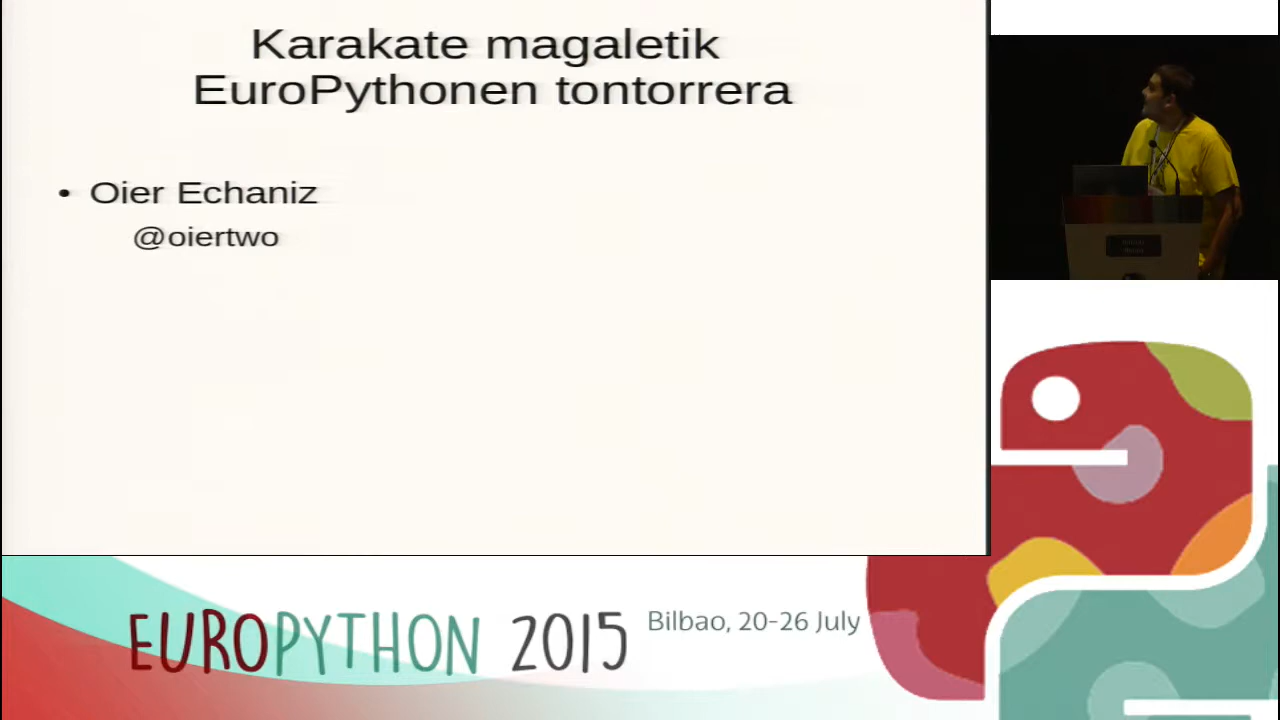 Karakate magaletik
EuroPythonen tontorrera
• Oier Echaniz
@oiertwo
EUROPYTHON 2015
Bilbao, 20-26 July